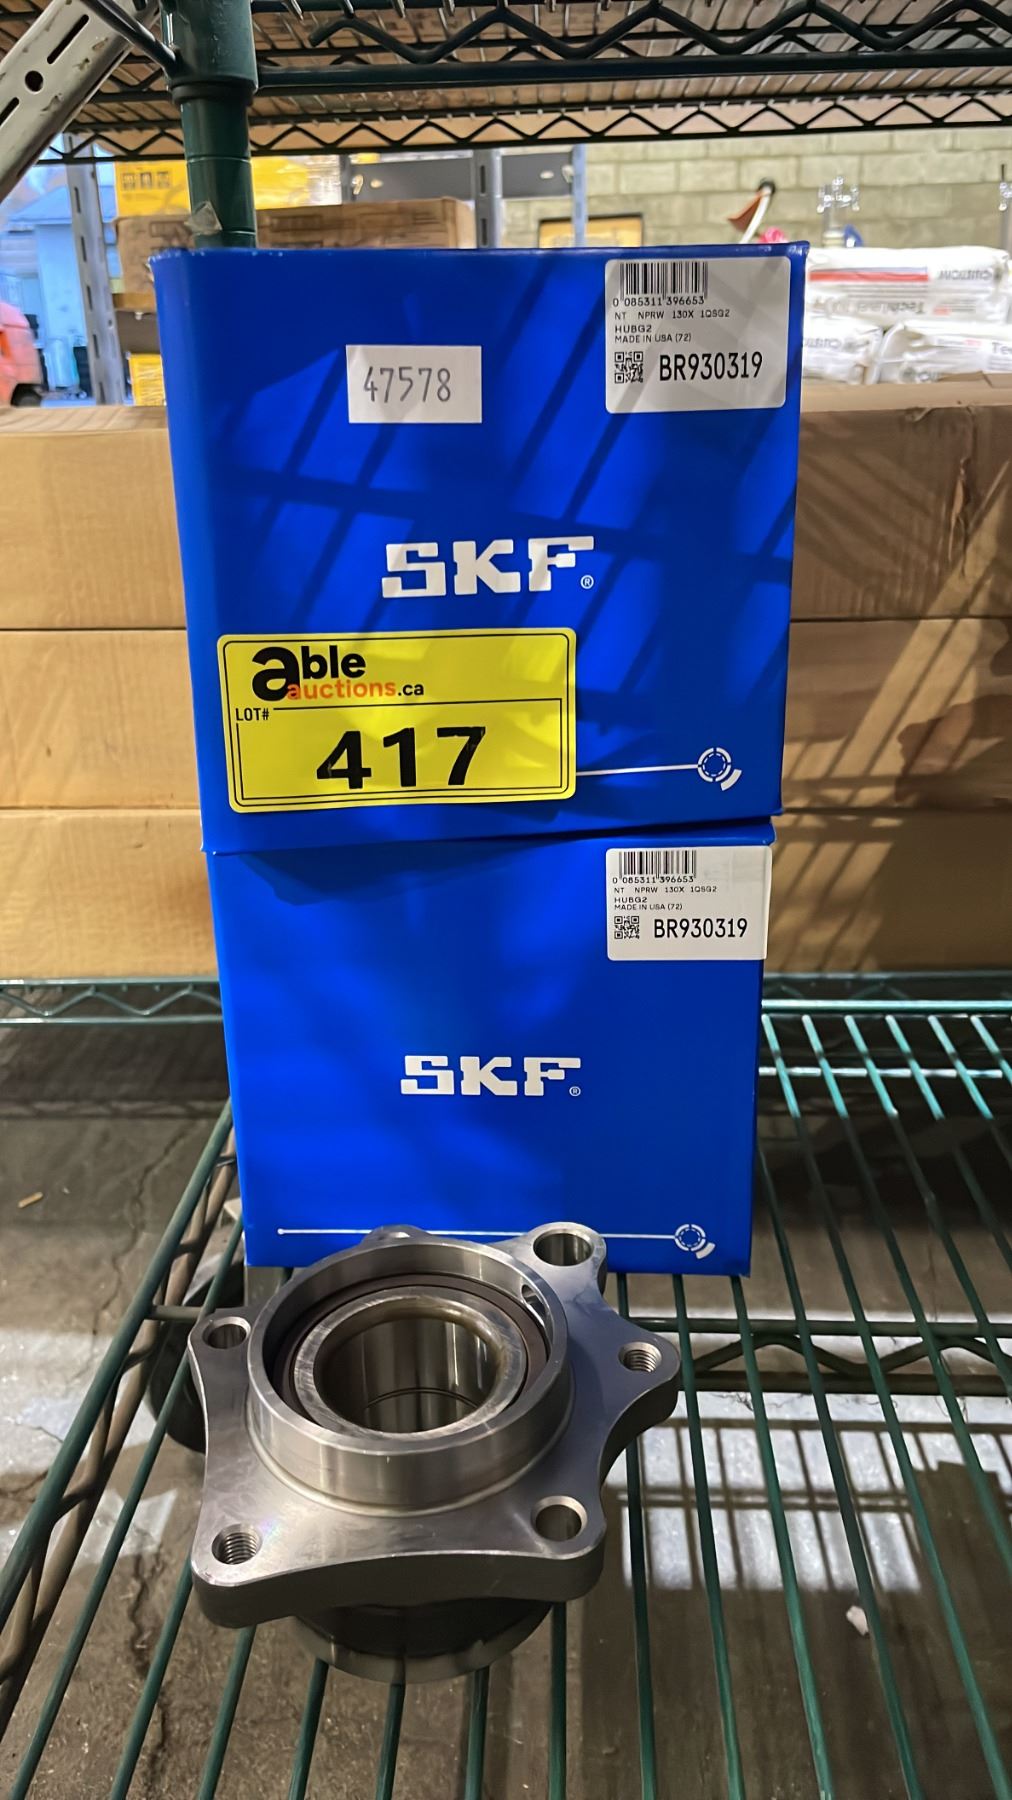 0 085311 396653
NT NPRW 130X 1QSG2
HUBG2
MADE IN USA (72)
BR930319
47578
SKF®
able
auctions.ca
LOT#
417
0 085311 396653
NT NPRW 130X 1QSG2
HUBG2
MADE IN USA (72)
BR930319
SKF®